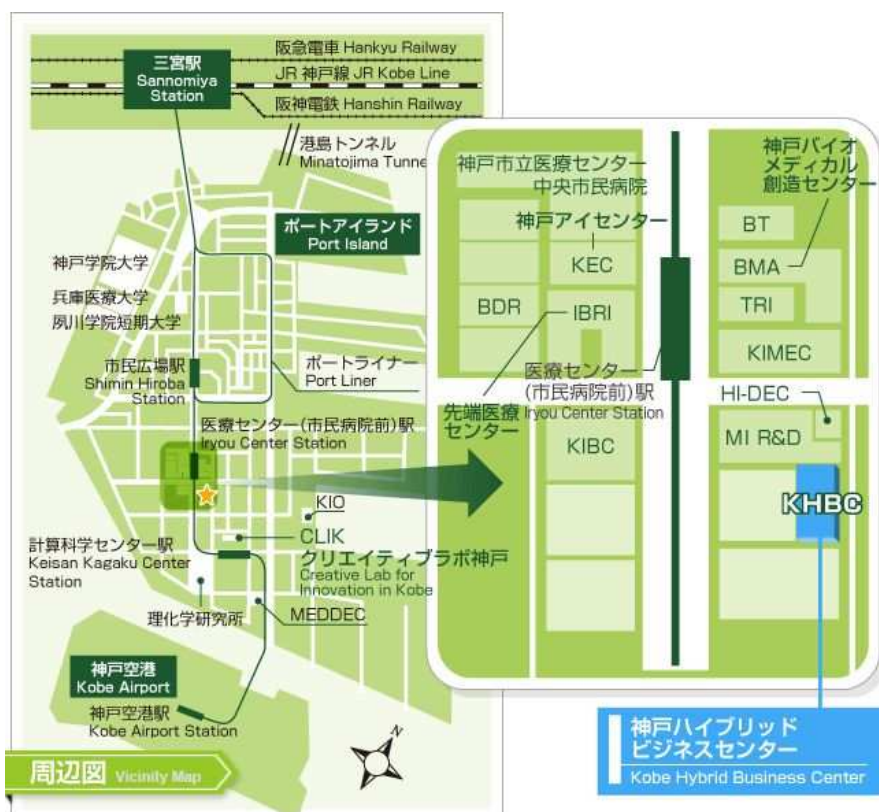 三宮駅
Sannomiya
Station
阪急電車 Hankyu Railway
JR 神戸線 JR Kobe Line
阪神電鉄 Hanshin Railway
港島トンネル
Minatojima Tunne
ポートアイランド
Port Island
神戸学院大学
兵庫医療大学
夙川学院短期大学
市民広場駅
Shimin Hiroba
Station
ポートライナー
Port Liner
医療センター(市民病院前)駅
Iryou Center Station
KIO
CLIK
クリエイティブラボ神戸
Creative Lab for
Innovation in Kobe
計算科学センター駅
Keisan Kagaku Center
Station
理化学研究所
MEDDEC
神戸空港
Kobe Airport
神戸空港駅
Kobe Airport Station
N
周辺図 Vicinity Map
神戸市立医療センター
中央市民病院
神戸アイセンター
KEC
BDR
IBRI
医療センター
(市民病院前)駅
Iryou Center Station
先端医療
センター
KIBC
神戸バイオ
メディカル
創造センター
BT
BMA
TRI
KIMEC
HI-DEC
MI R&D
KHBC
神戸ハイブリッド
ビジネスセンター
Kobe Hybrid Business Center